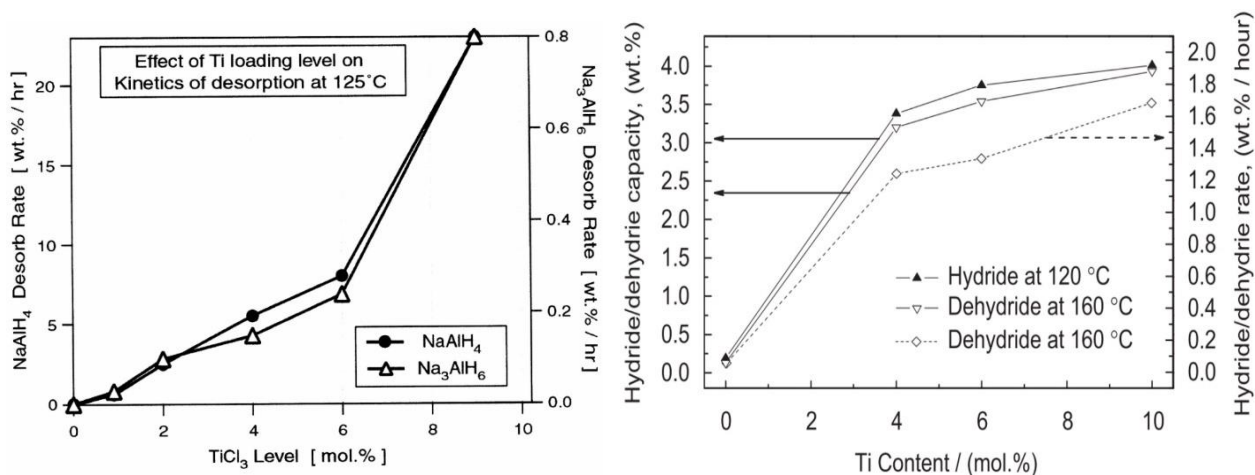 Effect of Ti loading level on
Kinetics of desorption at 125°C
NaAlH4 Desorb Rate [ wt.% / hr]
20
15
10
5
0
Na3AlH6 Desorb Rate [ wt.% / hr]
0.8
0.6
0.4
0.2
0.0
NaAlH4
Na3AlH6
0 2 4 6 8 10
TiCl3 Level [ mol.% ]
Hydride/dehydrie capacity, (wt.%)
4.0
3.5
3.0
2.5
2.0
1.5
1.0
0.5
0.0
Hydride/dehydrie rate, (wt.% / hour)
2.0
1.8
1.6
1.4
1.2
1.0
0.8
0.6
0.4
0.2
0.0
Hydride at 120 °C
Dehydride at 160 °C
Dehydride at 160 °C
0 2 4 6 8 10
Ti Content / (mol.%)